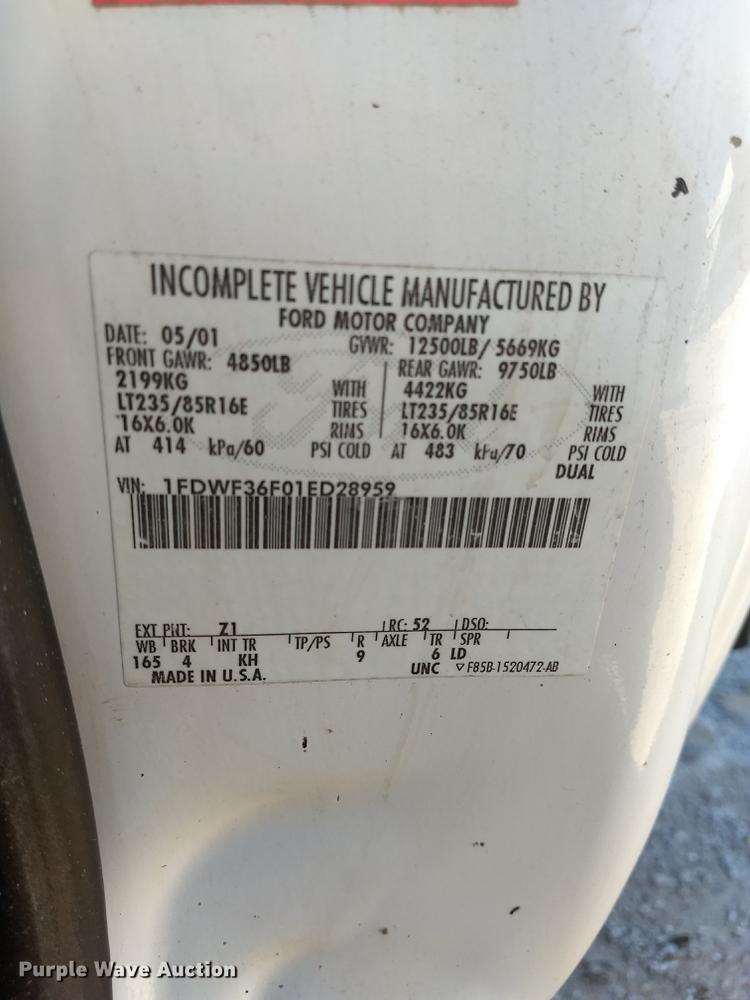 INCOMPLETE VEHICLE MANUFACTURED BY
FORD MOTOR COMPANY
DATE: 05/01 GVWR: 12500LB/ 5669KG
FRONT GAWR: 4850LB REAR GAWR: 9750LB
2199KG WITH 4422KG WITH
LT235/85R16E TIRES LT235/85R16E TIRES
16X6.0K RIMS 16X6.0K RIMS
AT 414 kPa/60 PSI COLD AT 483 kPa/70 PSI COLD
DUAL
VIN: 1FDWF36F01ED28959
EXT PNT: Z1 RC: 52 DSO:
WB BRK INT TR TP/PS R AXLE TR SPR
165 4 KH 9 6 LD
MADE IN U.S.A. UNC F85B-1520472-AB
Purple Wave Auction